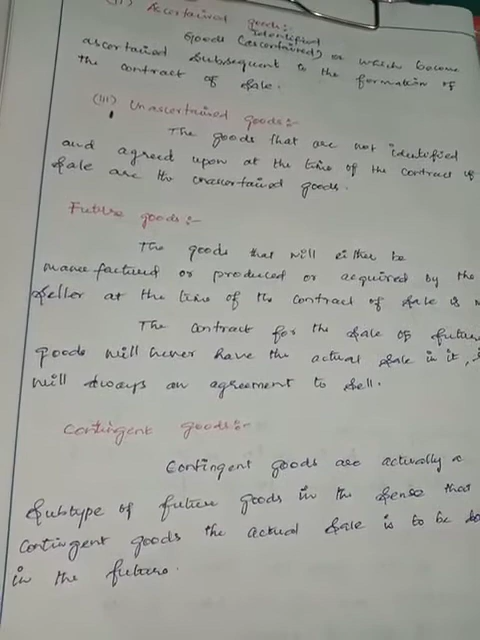 (ii) Ascertained goods:-
identified
Goods (ascertained) or which become
ascertained subsequent to the formation of
the contract of sale.
(iii) Unascertained goods:-
The goods that are not identified
and agreed upon at the time of the contract of
sale are the unascertained goods.
Future goods:-
The goods that will either be
manufactured or produced or acquired by the
seller at the time of the contract of sale is
The contract for the sale of future
goods will never have the actual sale in it,
will always an agreement to sell.
Contingent goods:-
Contingent goods are actually a
subtype of future goods in the sense that
contingent goods the actual sale is to be
in the future.